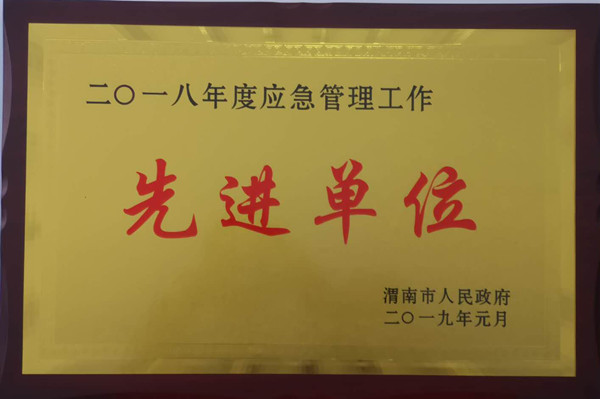 二〇一八年度应急管理工作
先进单位
渭南市人民政府
二〇一九年元月